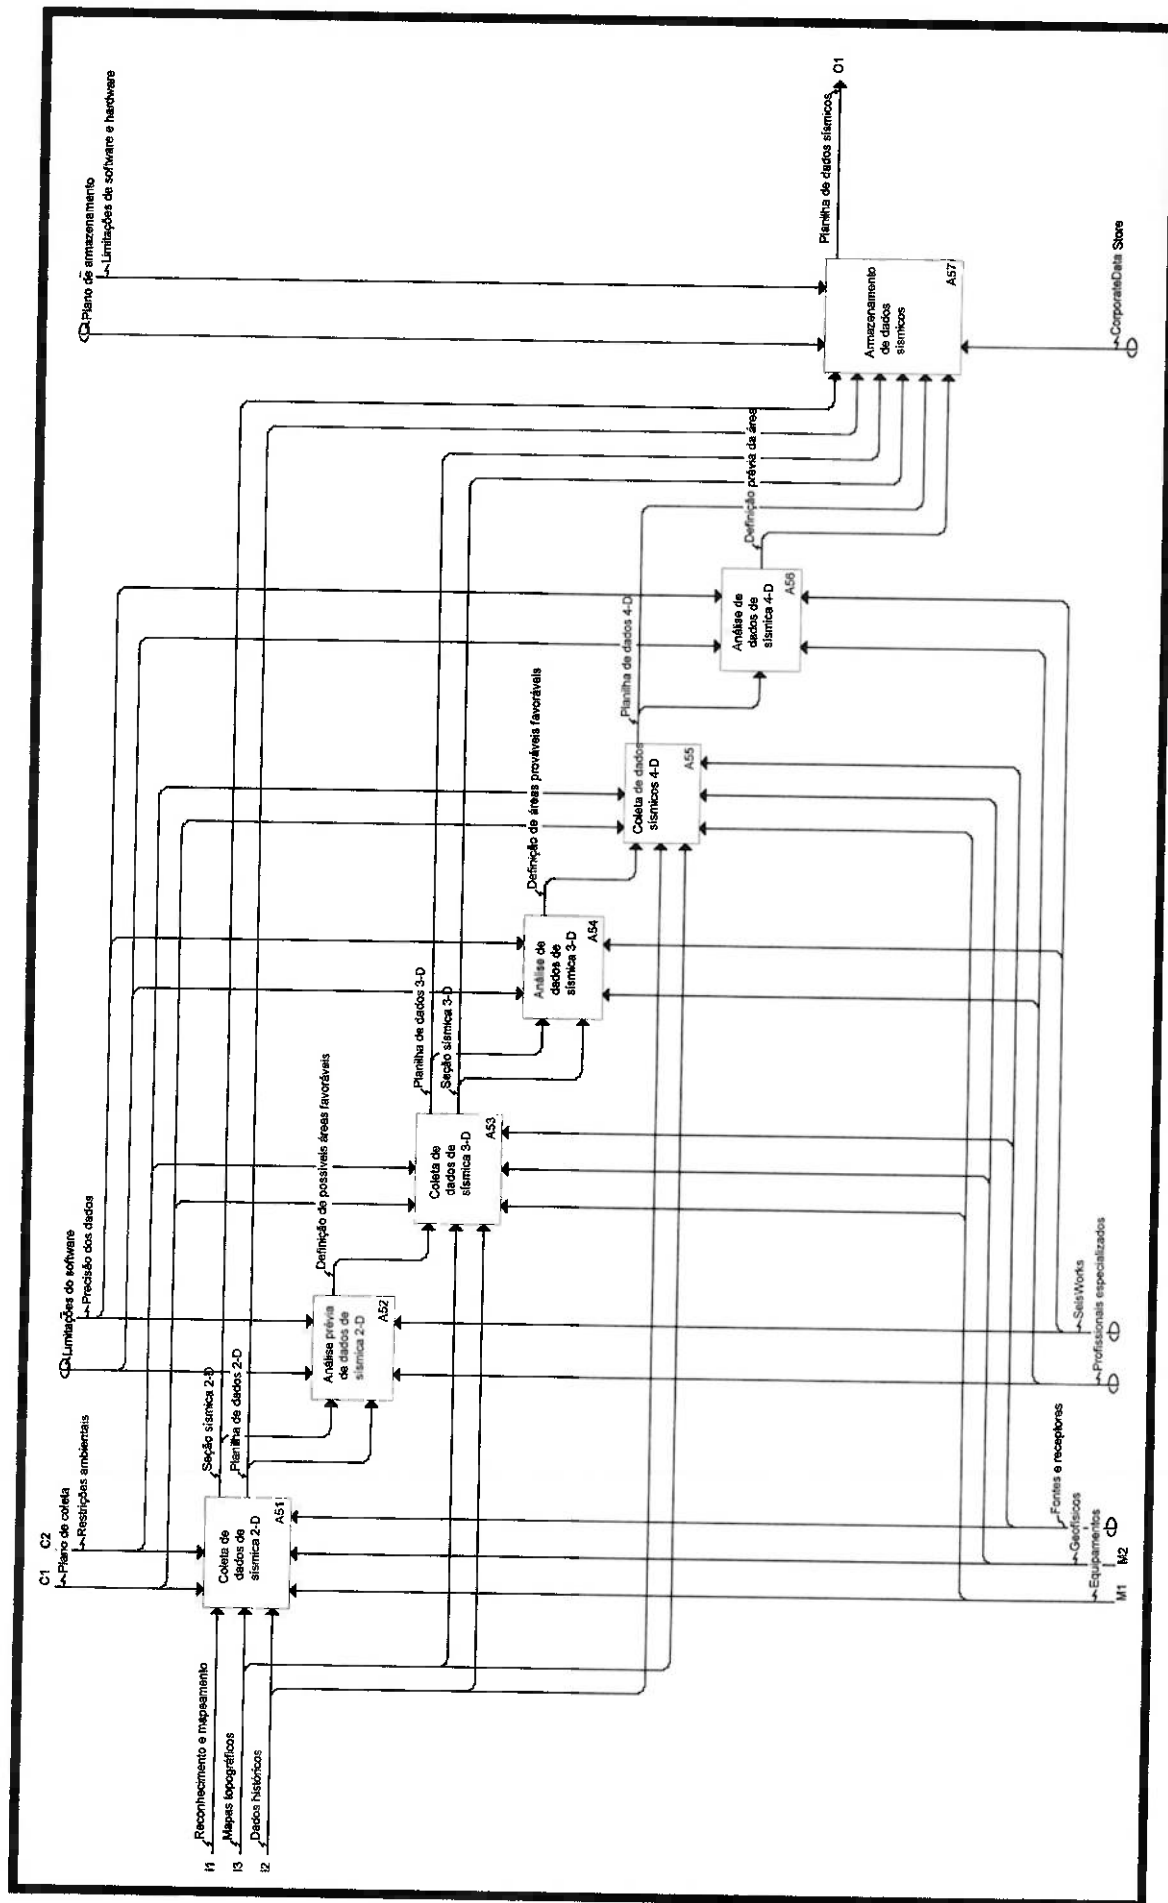 C1
C2
Plano de coleta
Restrições ambientais
Limitações do software
Precisão dos dados
Plano de armazenamento
Limitações de software e hardware
I1
Reconhecimento e mapeamento
I3
Mapas topográficos
I2
Dados históricos
Coleta de
dados de
sísmica 2-D
A51
Seção sísmica 2-D
Planilha de dados 2-D
Análise prévia
de dados de
sísmica 2-D
A52
Definição de possíveis áreas favoráveis
Coleta de
dados de
sísmica 3-D
A53
Planilha de dados 3-D
Seção sísmica 3-D
Análise de
dados de
sísmica 3-D
A54
Definição de áreas prováveis favoráveis
Coleta de dados
sísmicos 4-D
A55
Planilha de dados 4-D
Análise de
dados de
sísmica 4-D
A56
Definição prévia da área
Armazenamento
de dados
sísmicos
A57
Planilha de dados sísmicos
O1
M1
Equipamentos
M2
Geofísicos
Fontes e receptores
Profissionais especializados
SeisWorks
CorporateData Store